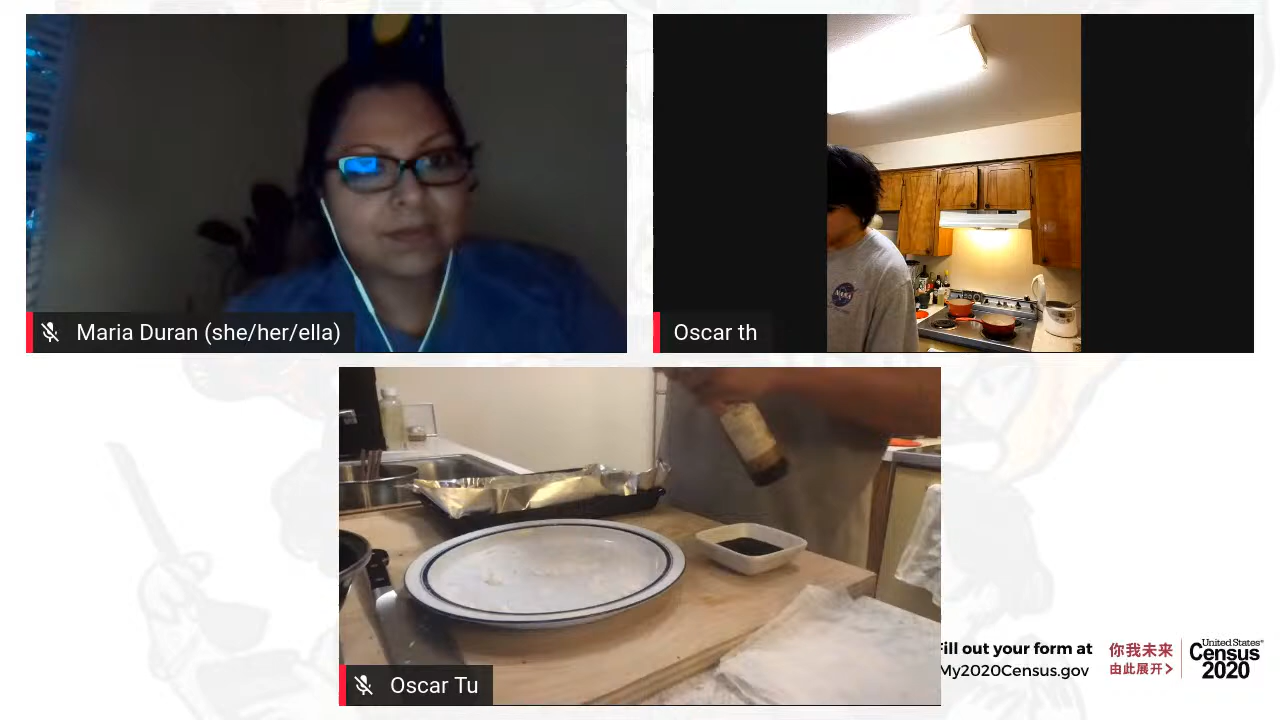 Maria Duran (she/her/ella)
Oscar th
Oscar Tu
Fill out your form at
My2020Census.gov
你我未来
由此展开>
United States®
Census
2020